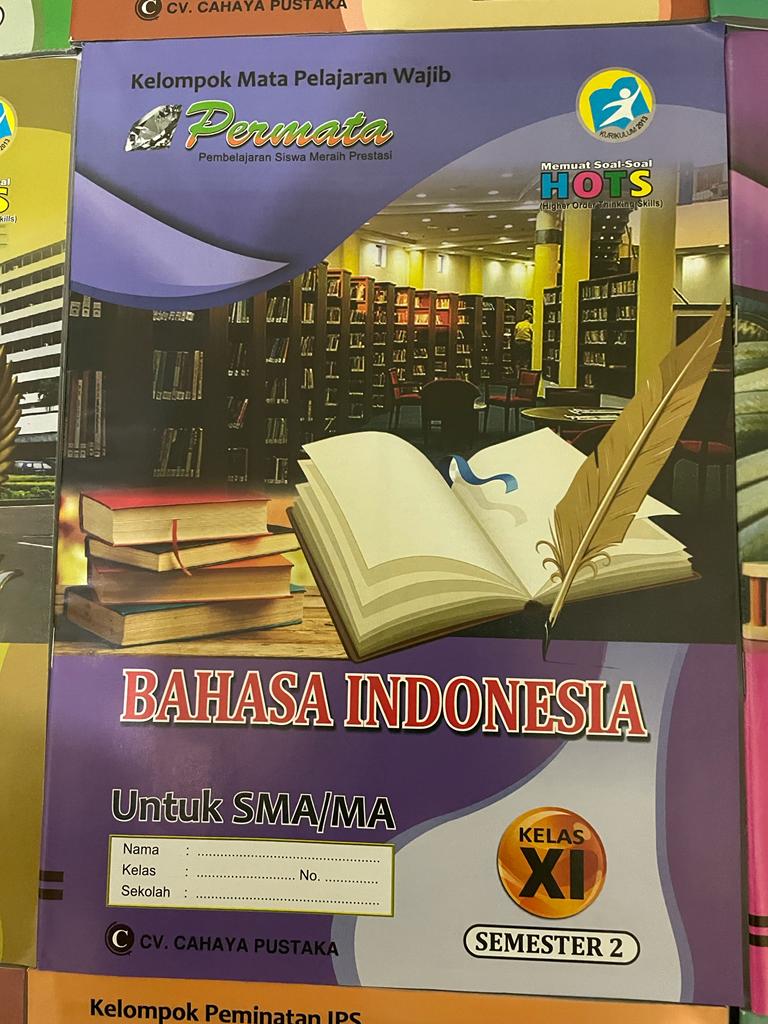 C CV. CAHAYA PUSTAKA
Kelompok Mata Pelajaran Wajib
Permata
Pembelajaran Siswa Meraih Prestasi
KURIKULUM 2013
Memuat Soal-Soal
HOTS
(Higher Order Thinking Skills)
BAHASA INDONESIA
Untuk SMA/MA
Nama : ............................................
Kelas : ........................ No. .............
Sekolah : ............................................
KELAS
XI
SEMESTER 2
C CV. CAHAYA PUSTAKA
Kelompok Peminatan IPS